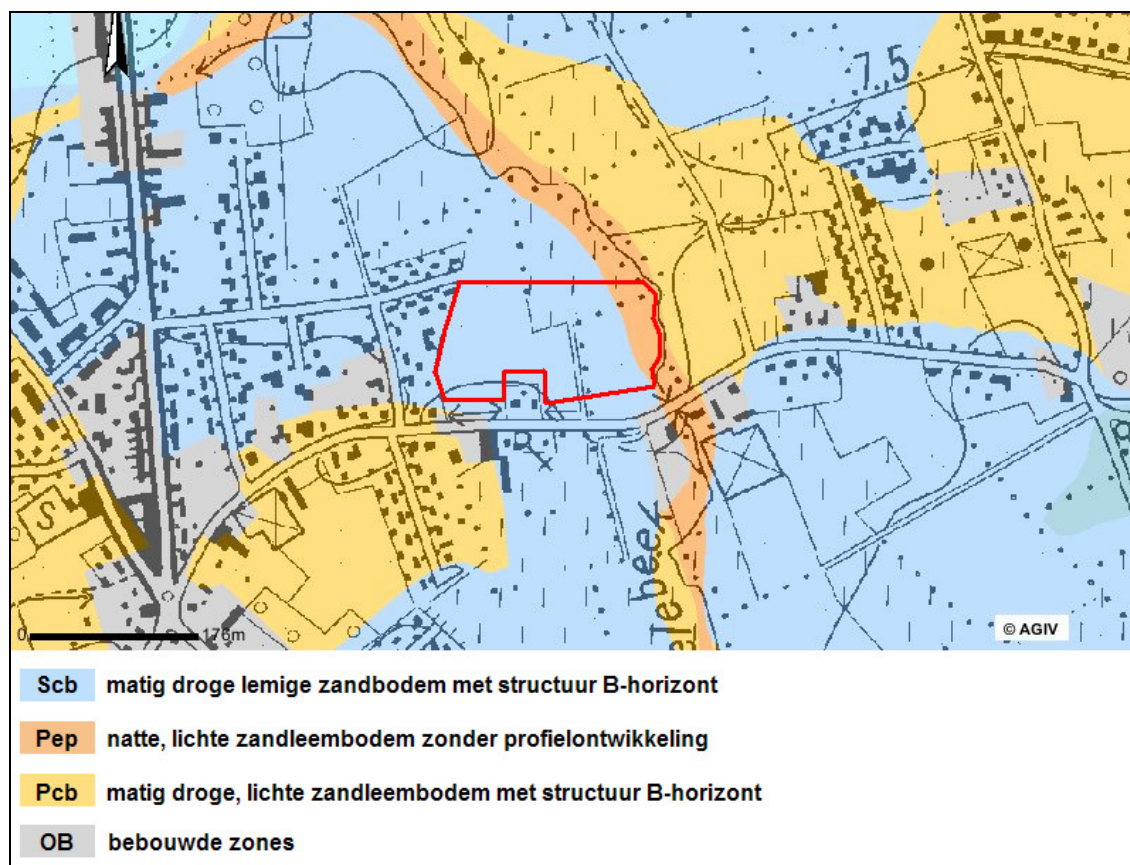 7.5
S
beek
0 176m
© AGIV
Scb matig droge lemige zandbodem met structuur B-horizont
Pep natte, lichte zandleembodem zonder profielontwikkeling
Pcb matig droge, lichte zandleembodem met structuur B-horizont
OB bebouwde zones